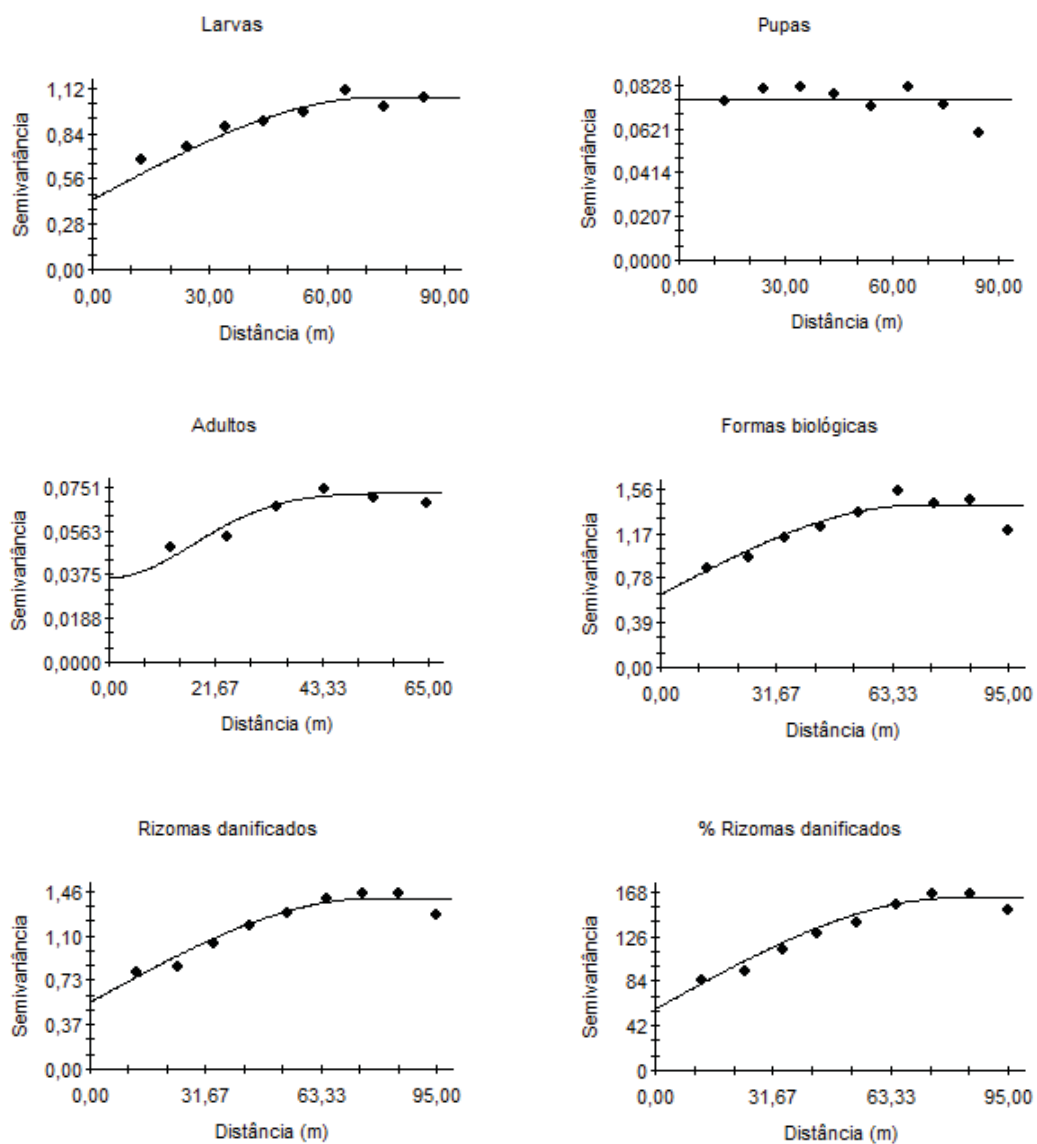 Larvas
Semivariância
1,12
0,84
0,56
0,28
0,00
0,00 30,00 60,00 90,00
Distância (m)
Pupas
Semivariância
0,0828
0,0621
0,0414
0,0207
0,0000
0,00 30,00 60,00 90,00
Distância (m)
Adultos
Semivariância
0,0751
0,0563
0,0375
0,0188
0,0000
0,00 21,67 43,33 65,00
Distância (m)
Formas biológicas
Semivariância
1,56
1,17
0,78
0,39
0,00
0,00 31,67 63,33 95,00
Distância (m)
Rizomas danificados
Semivariância
1,46
1,10
0,73
0,37
0,00
0,00 31,67 63,33 95,00
Distância (m)
% Rizomas danificados
Semivariância
168
126
84
42
0
0,00 31,67 63,33 95,00
Distância (m)